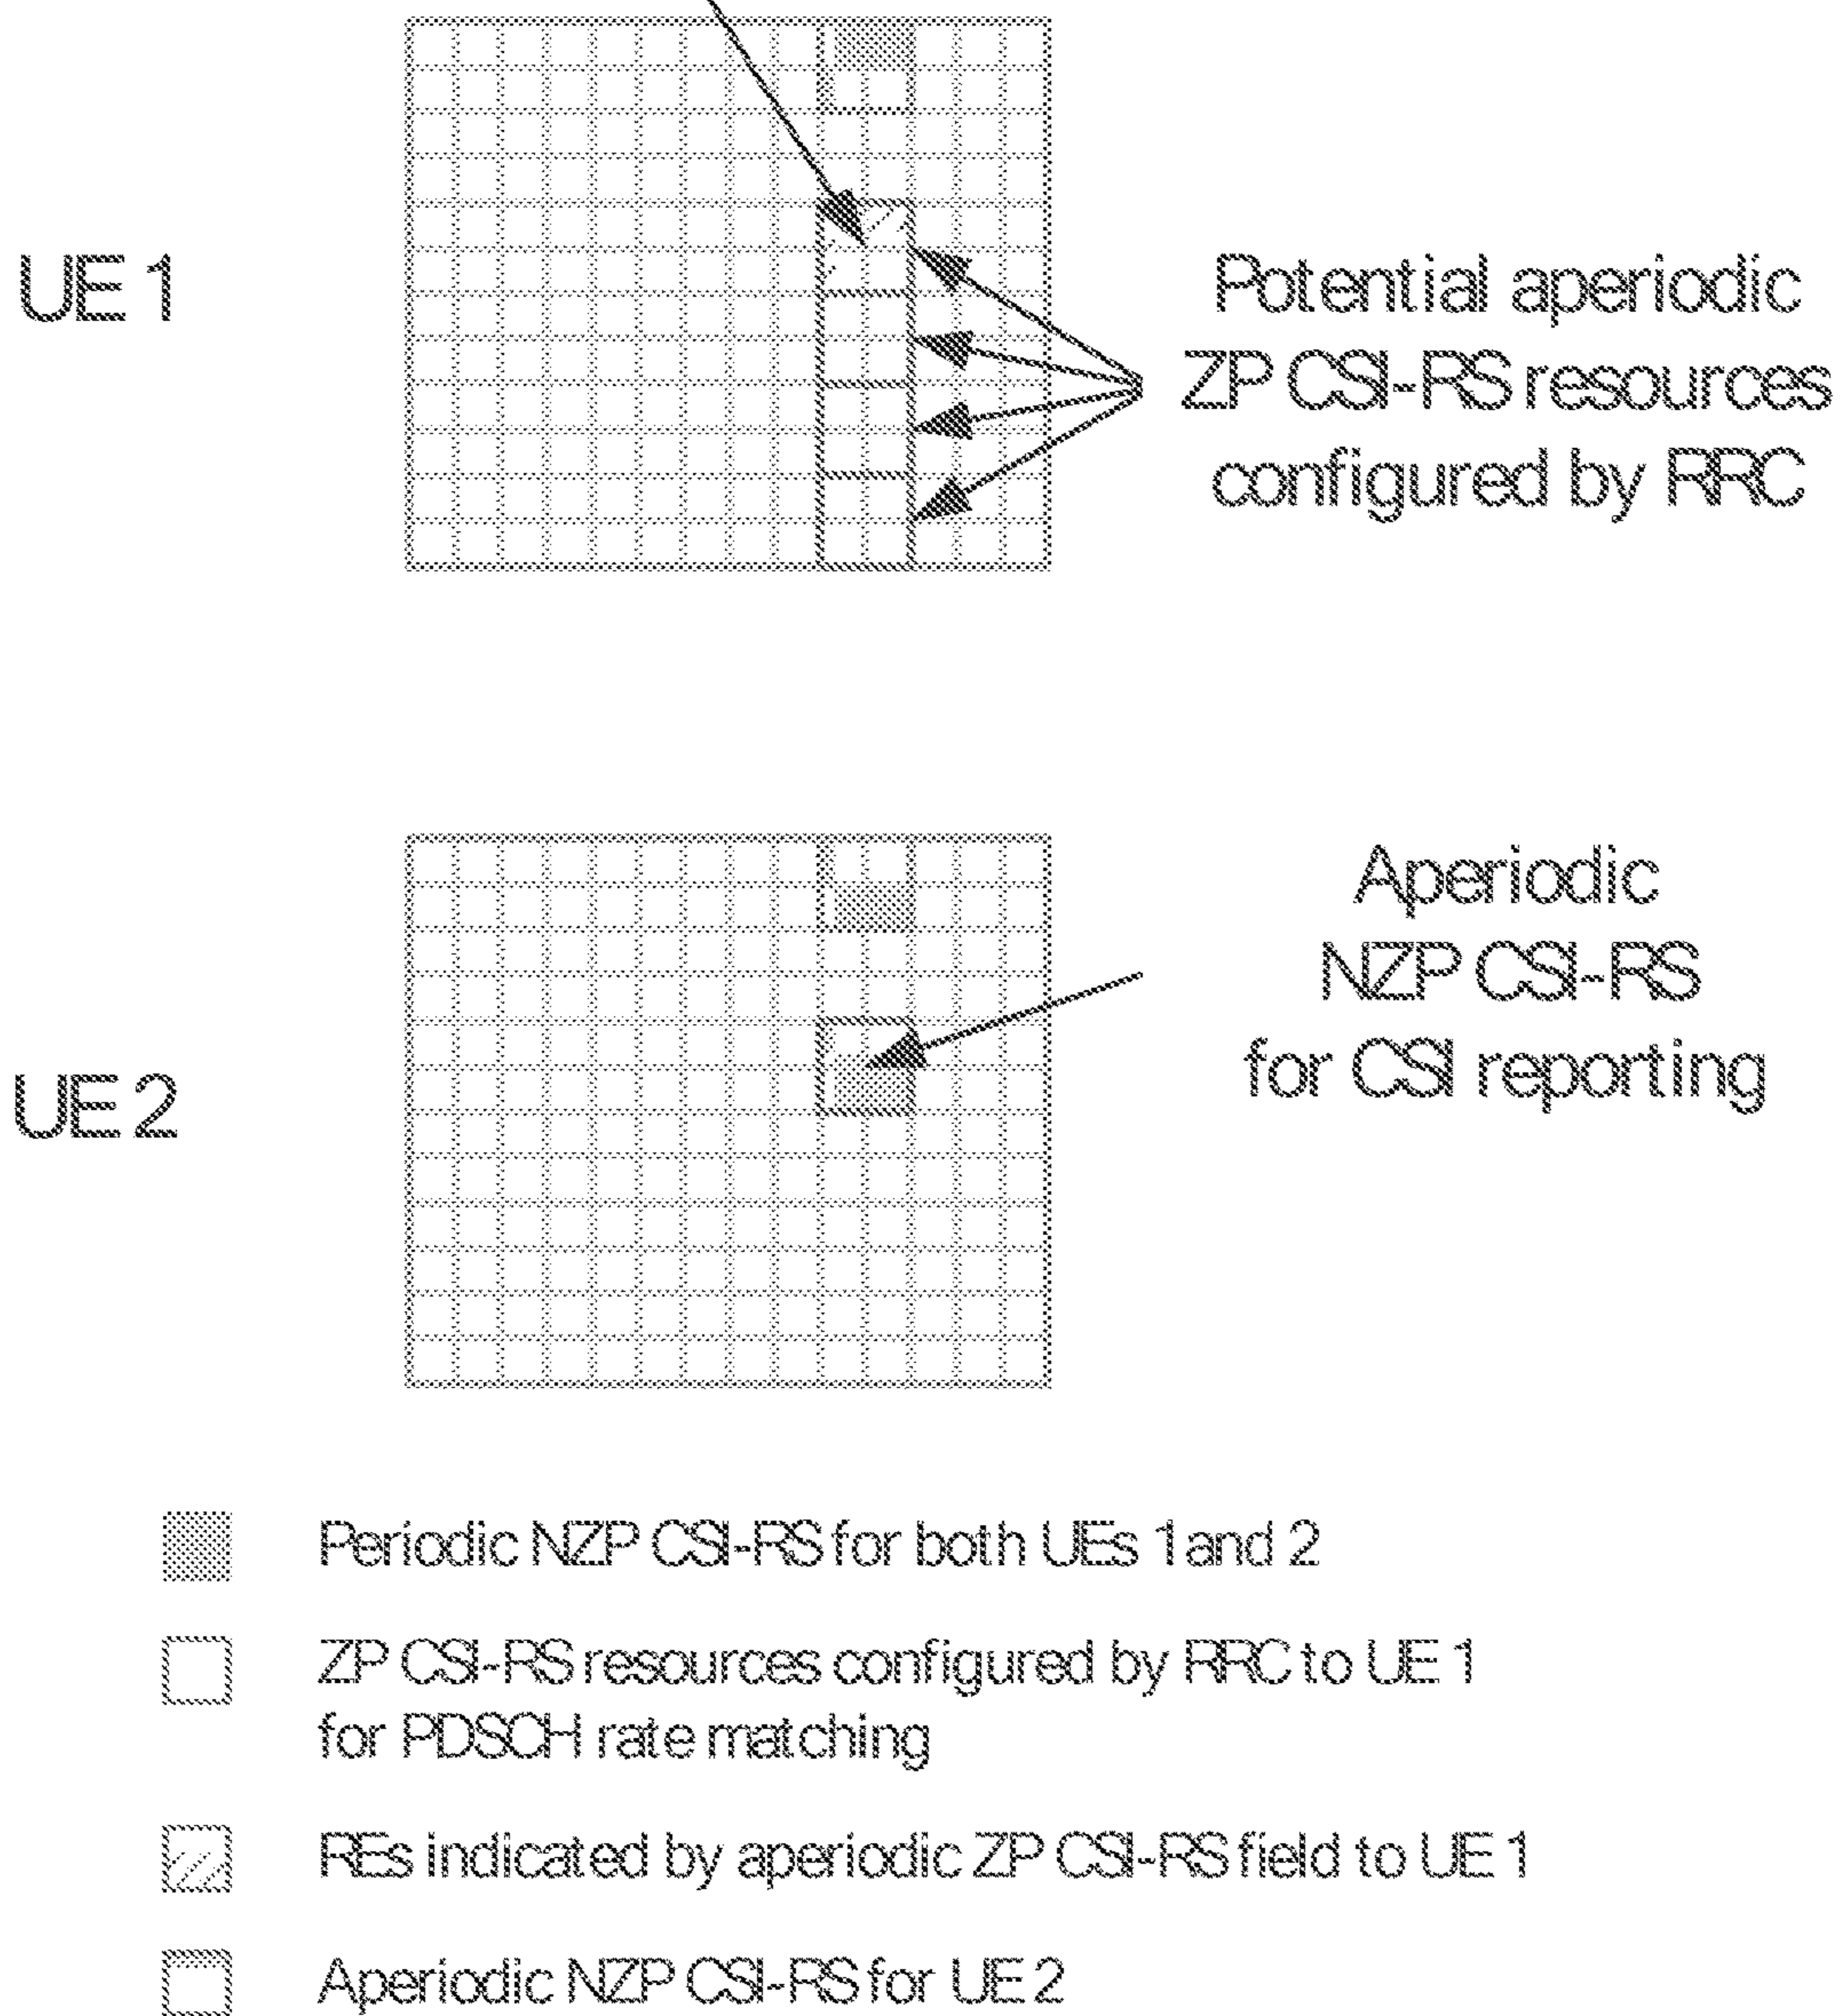 UE 1
Potential aperiodic
ZP CSI-RS resources
configured by RRC
UE 2
Aperiodic
NZP CSI-RS
for CSI reporting
Periodic NZP CSI-RS for both UEs 1 and 2
ZP CSI-RS resources configured by RRC to UE 1
for PDSCH rate matching
REs indicated by aperiodic ZP CSI-RS field to UE 1
Aperiodic NZP CSI-RS for UE 2